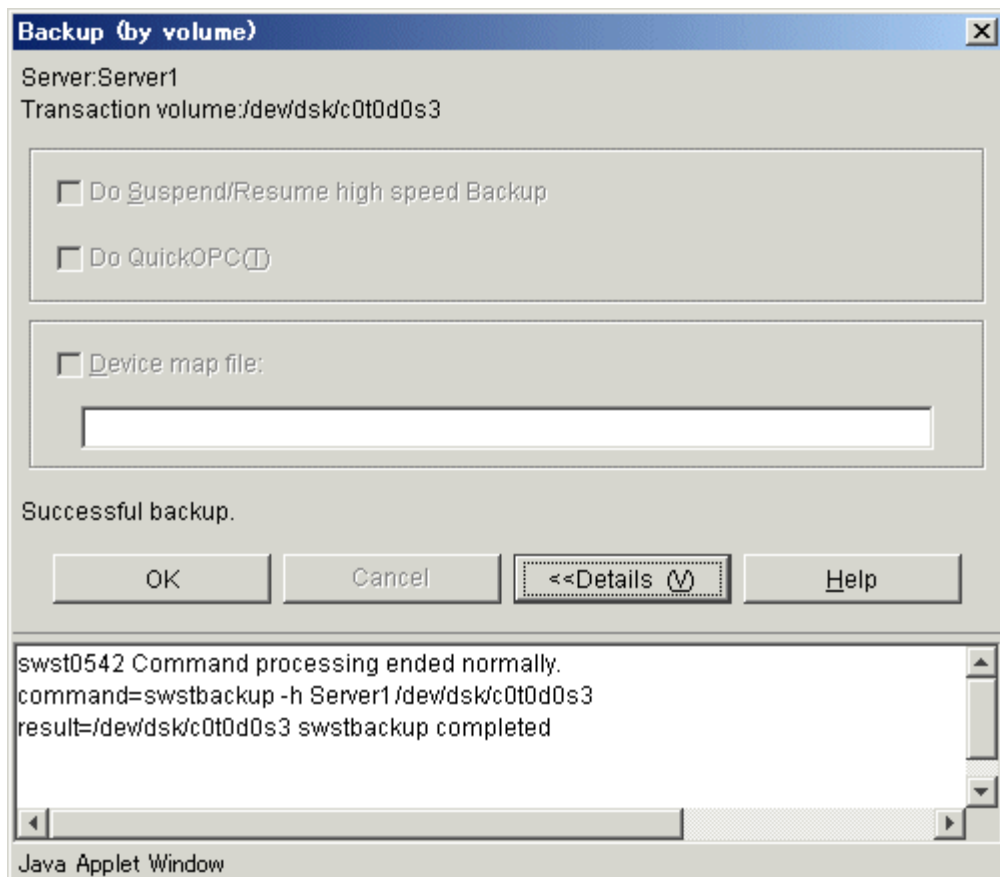 Backup (by volume)
Server:Server1
Transaction volume:/dev/dsk/c0t0d0s3
Do Suspend/Resume high speed Backup
Do QuickOPC(T)
Device map file:
Successful backup.
OK Cancel <<Details (V) Help
swst0542 Command processing ended normally.
command=swstbackup -h Server1 /dev/dsk/c0t0d0s3
result=/dev/dsk/c0t0d0s3 swstbackup completed
Java Applet Window